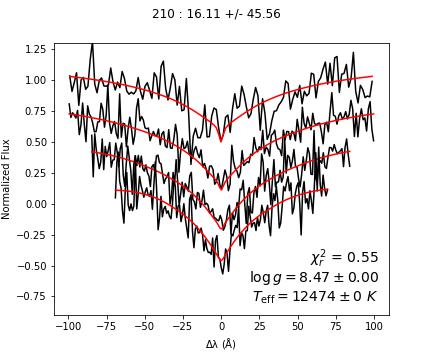 210 : 16.11 +/- 45.56
Normalized Flux
1.25
1.00
0.75
0.50
0.25
0.00
−0.25
−0.50
−0.75
χ²ᵣ = 0.55
log g = 8.47 ± 0.00
T_eff = 12474 ± 0 K
−100 −75 −50 −25 0 25 50 75 100
Δλ (Å)